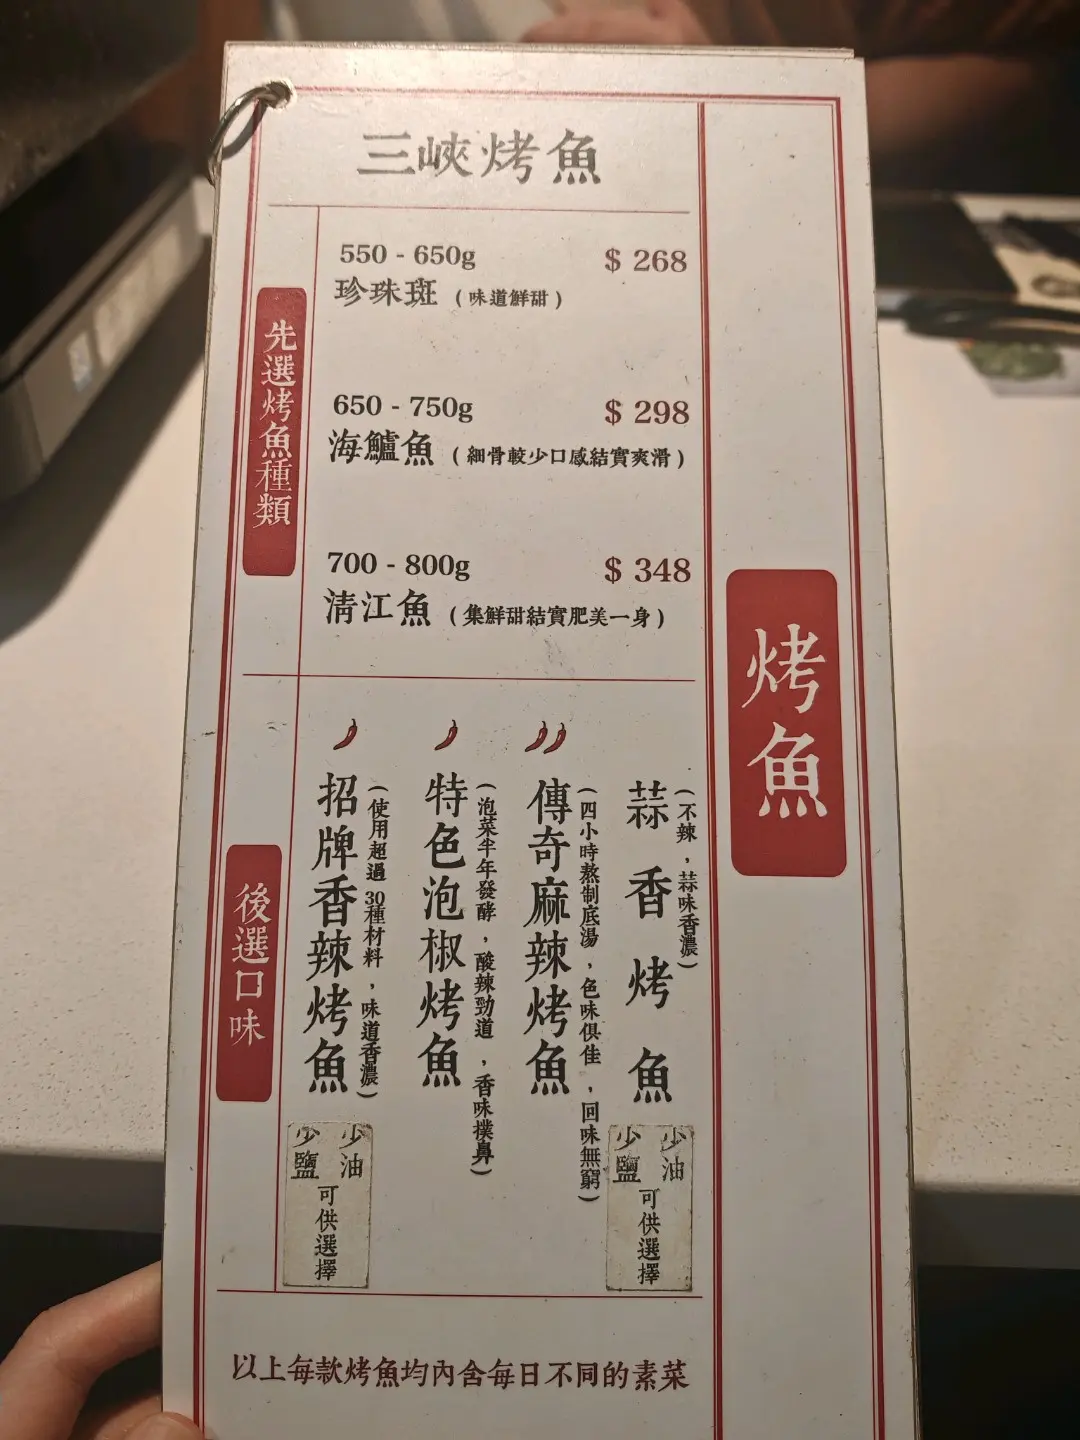 三峽烤魚
先選烤魚種類
550 - 650g $ 268
珍珠斑 (味道鮮甜)
650 - 750g $ 298
海鱸魚 (細骨較少口感結實爽滑)
700 - 800g $ 348
清江魚 (集鮮甜結實肥美一身)
烤魚
後選口味
蒜香烤魚
(不辣,蒜味香濃)
少油
少鹽
可供選擇
傳奇麻辣烤魚
(四小時熬制底湯,色味俱佳,回味無窮)
特色泡椒烤魚
(泡菜半年發酵,酸辣勁道,香味撲鼻)
招牌香辣烤魚
(使用超過30種材料,味道香濃)
少油
少鹽
可供選擇
以上每款烤魚均內含每日不同的素菜